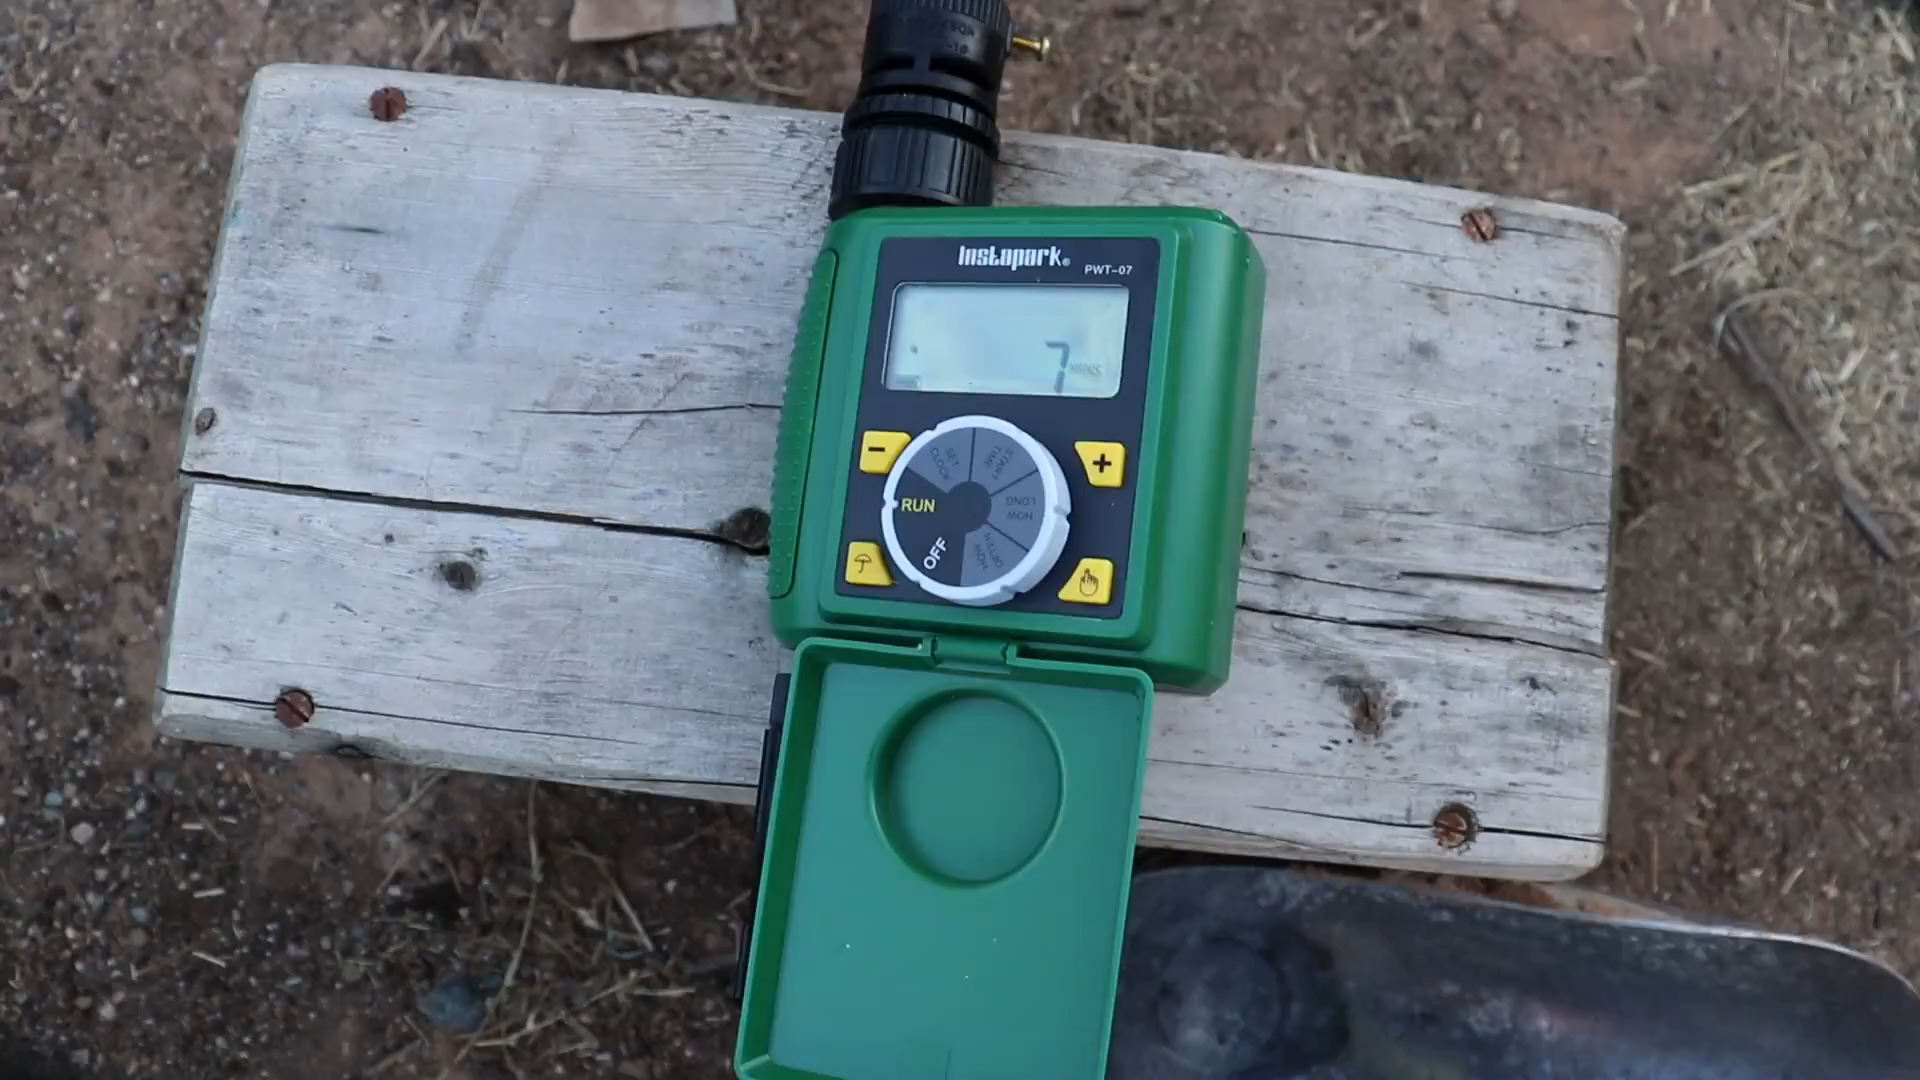 Instapark®
PWT-07
7 MINS
-
+
SET
CLOCK
START
TIME
HOW
LONG
HOW
OFTEN
RUN
OFF